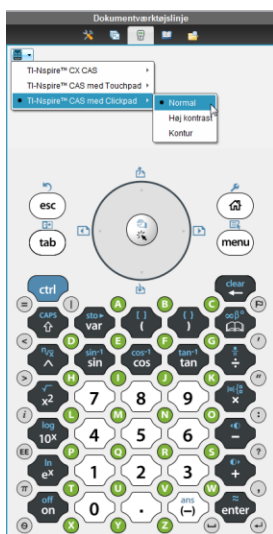 Dokumentværktøjslinje
TI-Nspire™ CX CAS
TI-Nspire™ CAS med Touchpad
TI-Nspire™ CAS med Clickpad
Normal
Høj kontrast
Kontur
esc
tab
menu
ctrl
clear
= | A B C
CAPS sto► [ ] { }
var ( )
< D E F G '
sin⁻¹ cos⁻¹ tan⁻¹
^ sin cos tan ÷
> H I J K "
√
x² 7 8 9 ×
i L M N O :
log
10ˣ 4 5 6 −
EE P Q R S ?
ln
eˣ 1 2 3 +
π T U V W ,
off ans ≈
on 0 . (−) enter
X Y Z